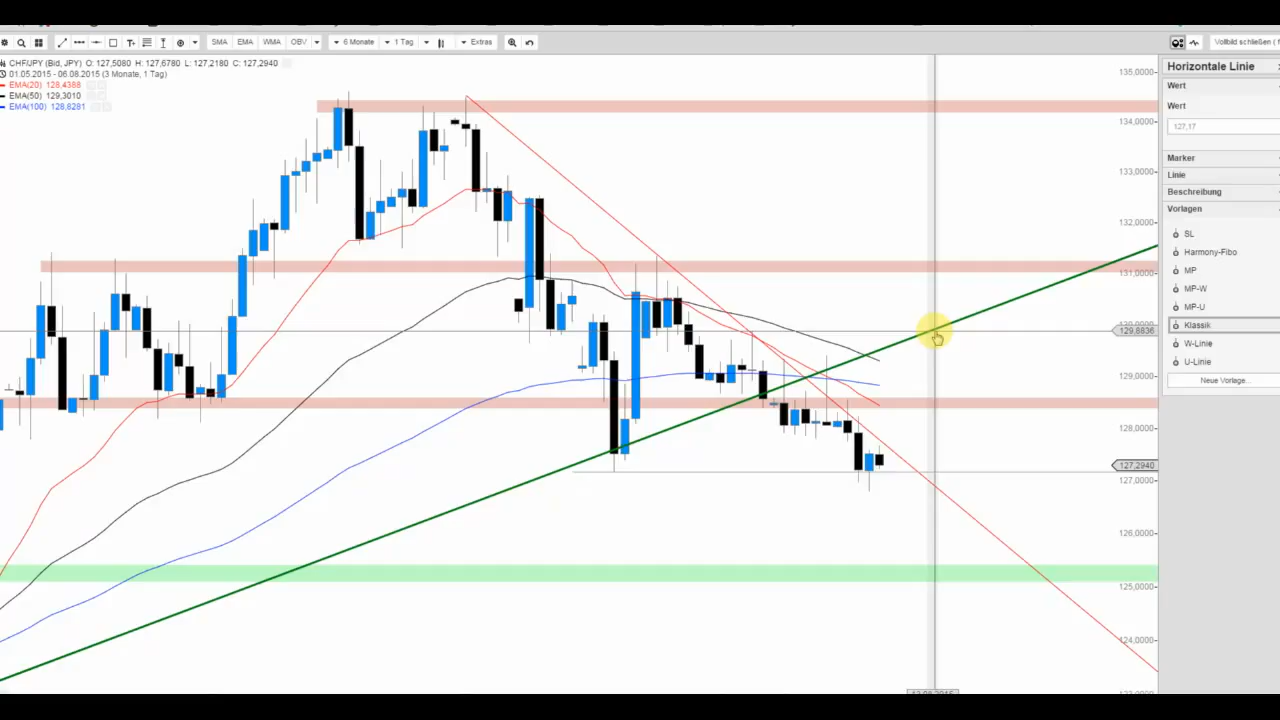 SMA EMA WMA OBV 6 Monate 1 Tag Extras Vollbild schließen (
CHF/JPY (Bid, JPY) O: 127,5080 H: 127,6780 L: 127,2180 C: 127,2940
01.05.2015 - 06.08.2015 (3 Monate, 1 Tag)
EMA(20) 128,4388
EMA(50) 129,3010
EMA(100) 128,8281
135,0000
134,0000
133,0000
132,0000
131,0000
130,0000
129,8836
129,0000
128,0000
127,2940
127,0000
126,0000
125,0000
124,0000
Horizontale Linie
Wert
Wert
127,17
Marker
Linie
Beschreibung
Vorlagen
SL
Harmony-Fibo
MP
MP-W
MP-U
Klassik
W-Linie
U-Linie
Neue Vorlage...